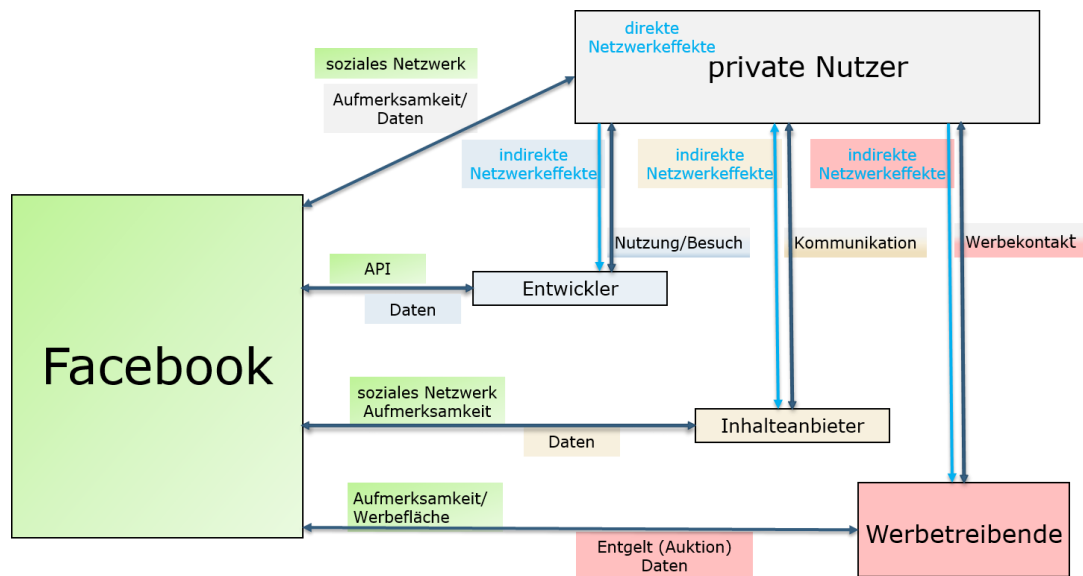 direkte
Netzwerkeffekte
private Nutzer
soziales Netzwerk
Aufmerksamkeit/
Daten
indirekte
Netzwerkeffekte
indirekte
Netzwerkeffekte
indirekte
Netzwerkeffekte
Nutzung/Besuch
Kommunikation
Werbekontakt
API
Daten
Entwickler
Facebook
soziales Netzwerk
Aufmerksamkeit
Daten
Inhalteanbieter
Aufmerksamkeit/
Werbefläche
Entgelt (Auktion)
Daten
Werbetreibende